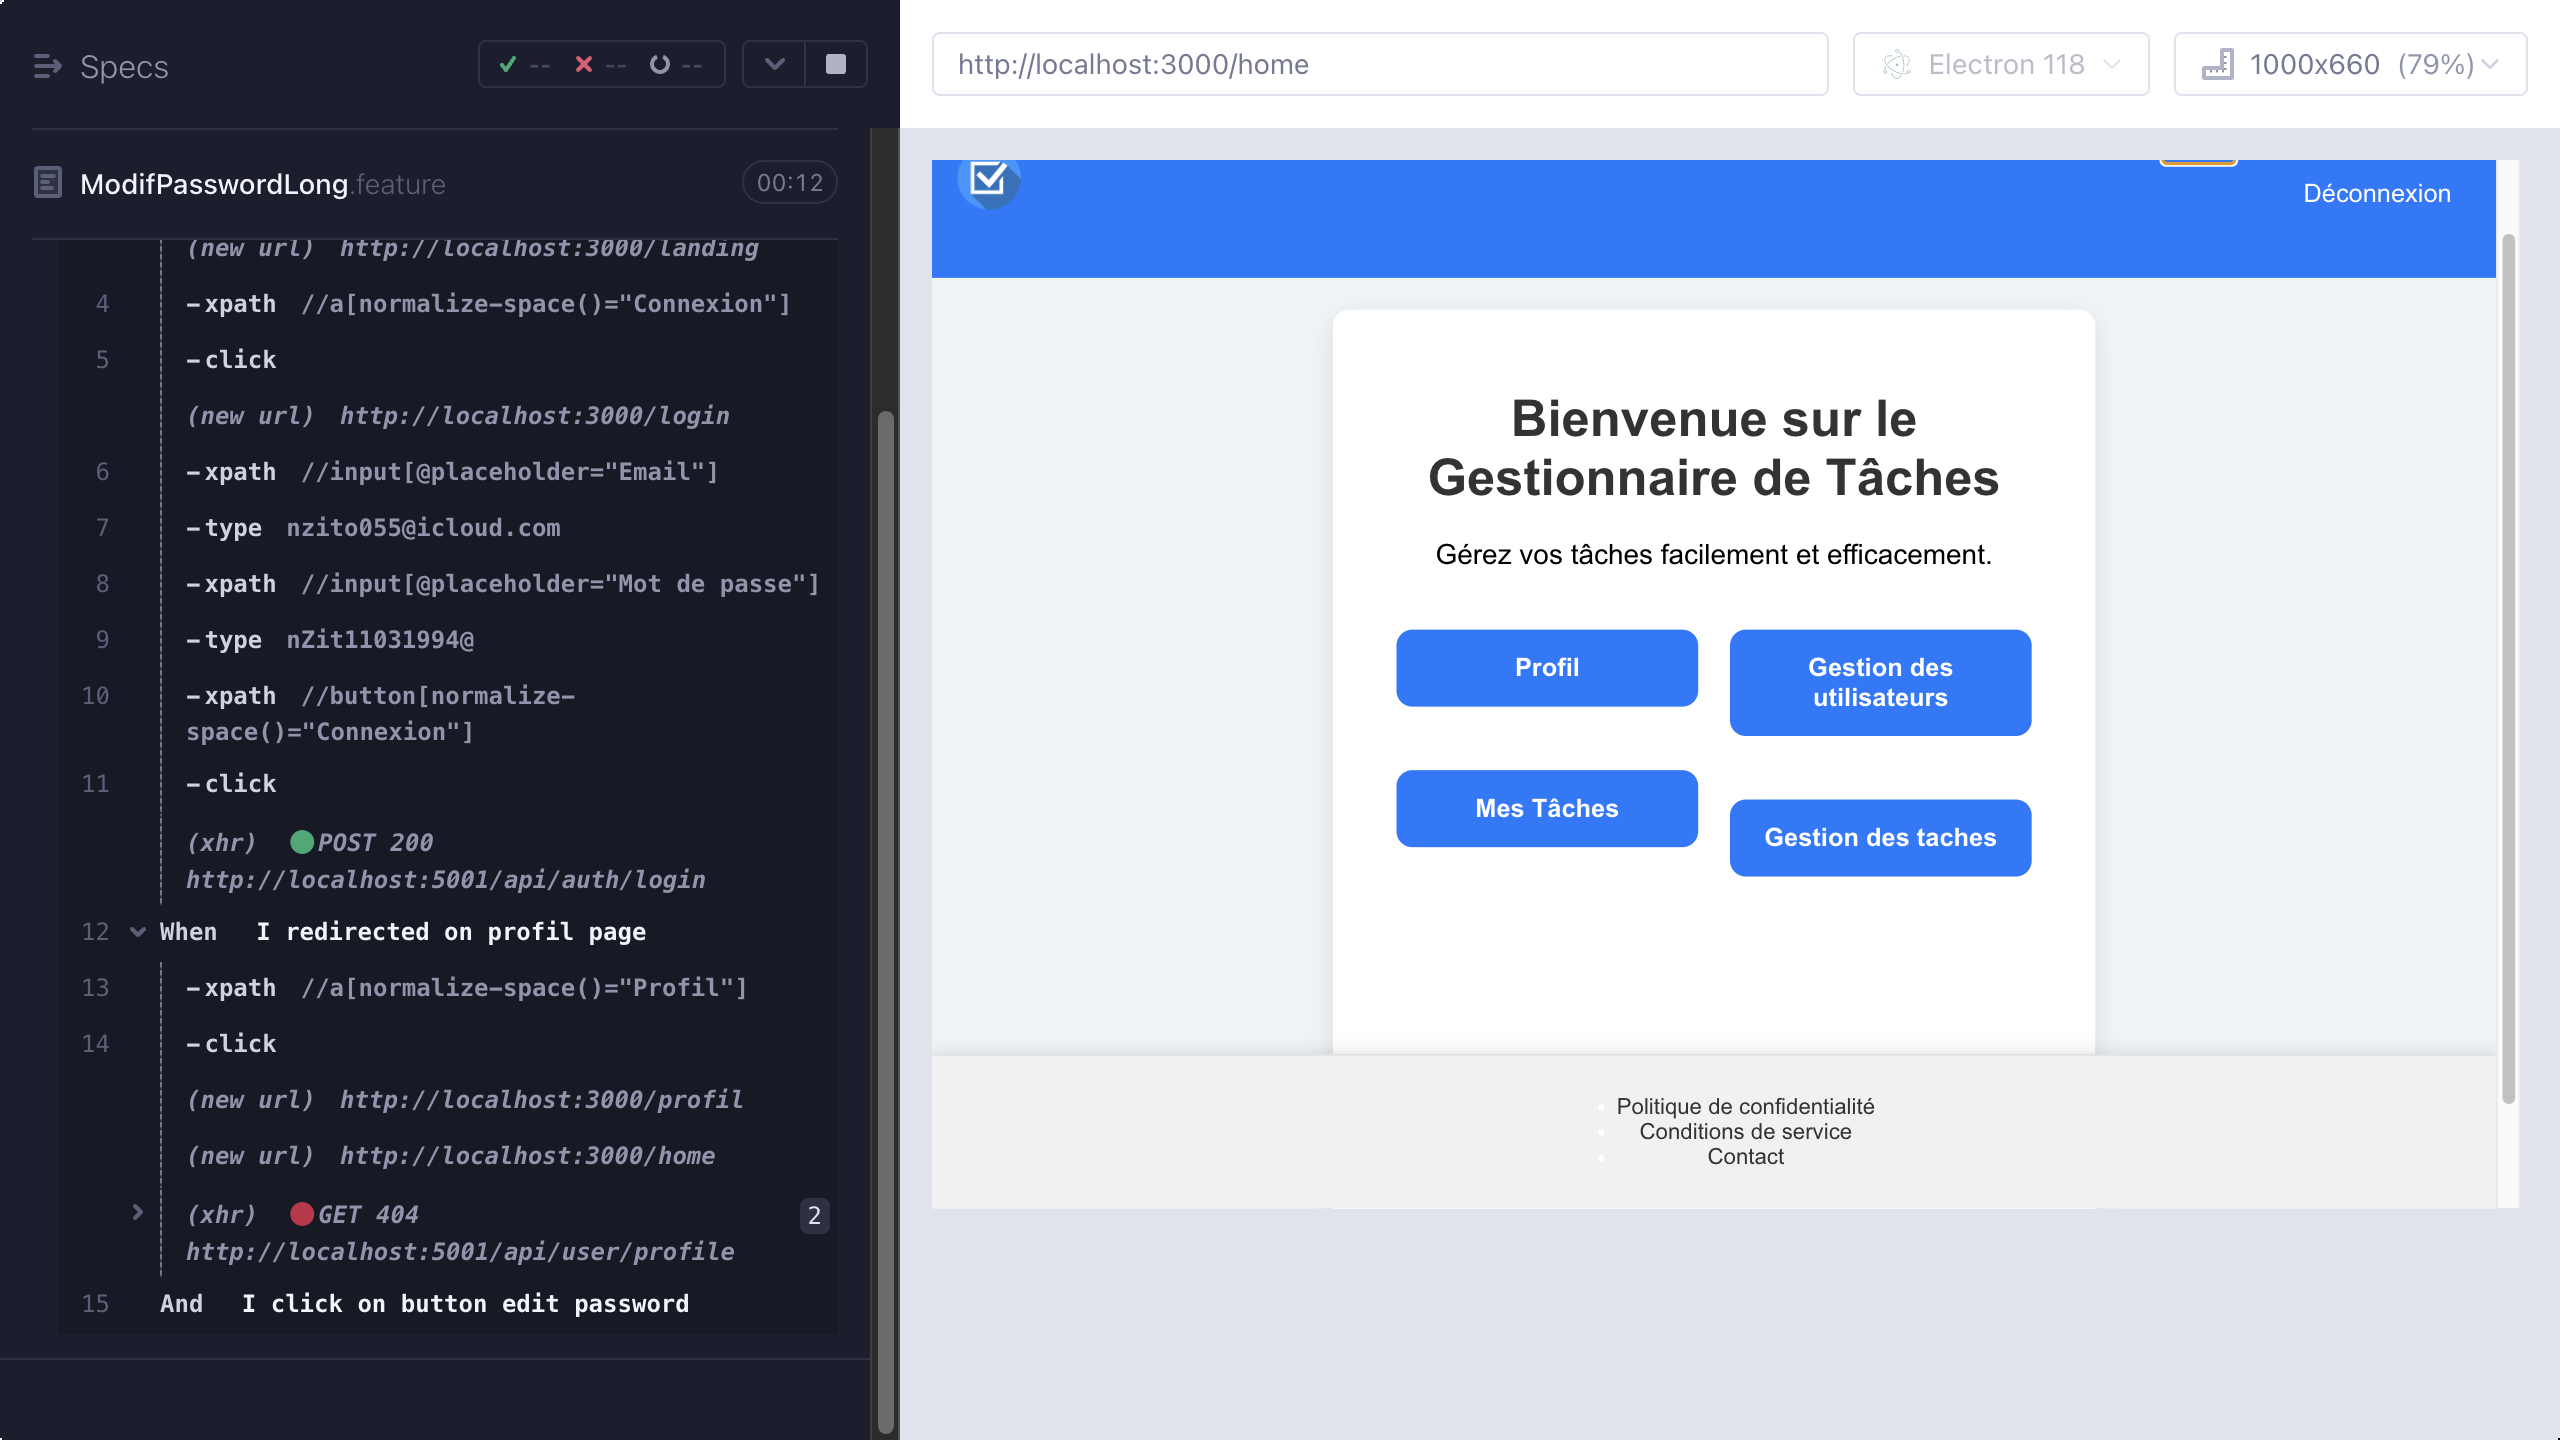 Specs
-- -- --
ModifPasswordLong.feature
00:12
(new url) http://localhost:3000/landing
4 -xpath //a[normalize-space()="Connexion"]
5 -click
(new url) http://localhost:3000/login
6 -xpath //input[@placeholder="Email"]
7 -type nzito055@icloud.com
8 -xpath //input[@placeholder="Mot de passe"]
9 -type nZit11031994@
10 -xpath //button[normalize-
space()="Connexion"]
11 -click
(xhr) POST 200
http://localhost:5001/api/auth/login
12 When I redirected on profil page
13 -xpath //a[normalize-space()="Profil"]
14 -click
(new url) http://localhost:3000/profil
(new url) http://localhost:3000/home
(xhr) GET 404 2
http://localhost:5001/api/user/profile
15 And I click on button edit password
http://localhost:3000/home
Electron 118
1000x660 (79%)
Déconnexion
Bienvenue sur le
Gestionnaire de Tâches
Gérez vos tâches facilement et efficacement.
Profil
Gestion des
utilisateurs
Mes Tâches
Gestion des taches
Politique de confidentialité
Conditions de service
Contact